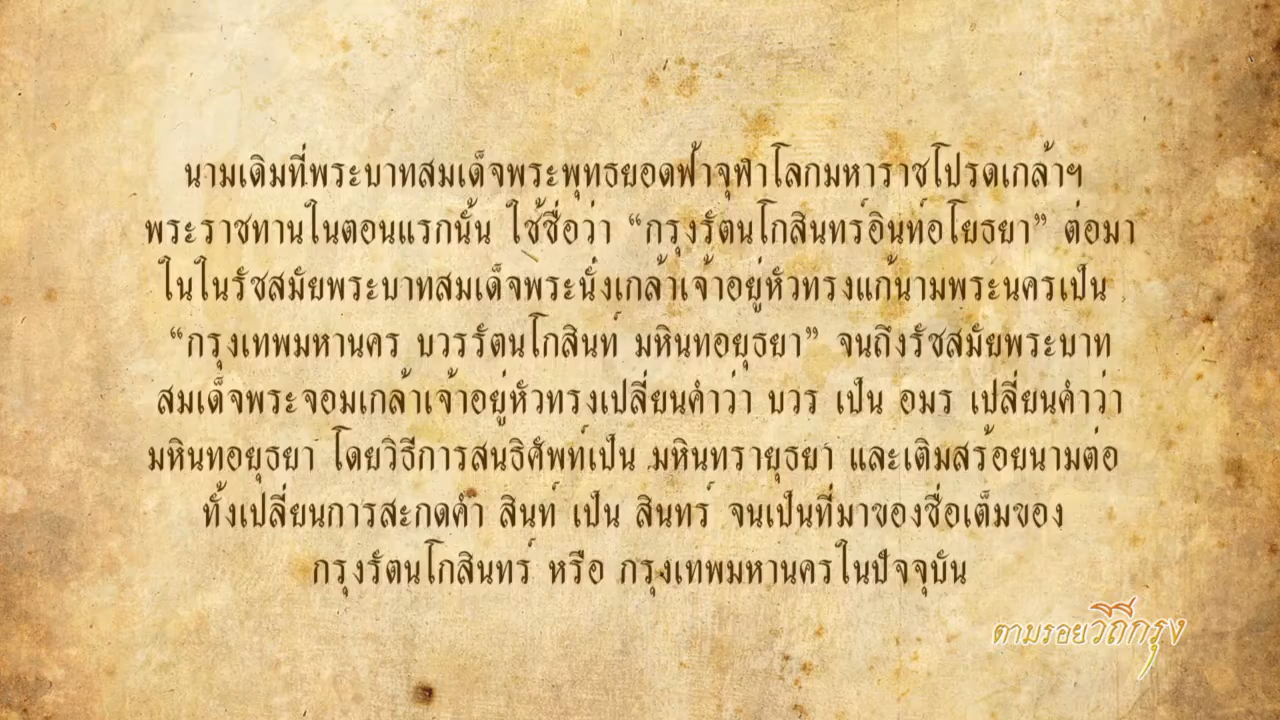 นามเดิมที่พระบาทสมเด็จพระพุทธยอดฟ้าจุฬาโลกมหาราชโปรดเกล้าฯ
พระราชทานในตอนแรกนั้น ใช้ชื่อว่า “กรุงรัตนโกสินทร์อินท์อโยธยา” ต่อมา
ในในรัชสมัยพระบาทสมเด็จพระนั่งเกล้าเจ้าอยู่หัวทรงแก้นามพระนครเป็น
“กรุงเทพมหานคร บวรรัตนโกสินท์ มหินทอยุธยา” จนถึงรัชสมัยพระบาท
สมเด็จพระจอมเกล้าเจ้าอยู่หัวทรงเปลี่ยนคำว่า บวร เป็น อมร เปลี่ยนคำว่า
มหินทอยุธยา โดยวิธีการสนธิศัพท์เป็น มหินทรายุธยา และเติมสร้อยนามต่อ
ทั้งเปลี่ยนการสะกดคำ สินท์ เป็น สินทร์ จนเป็นที่มาของชื่อเต็มของ
กรุงรัตนโกสินทร์ หรือ กรุงเทพมหานครในปัจจุบัน
ตามรอยวิถีกรุง